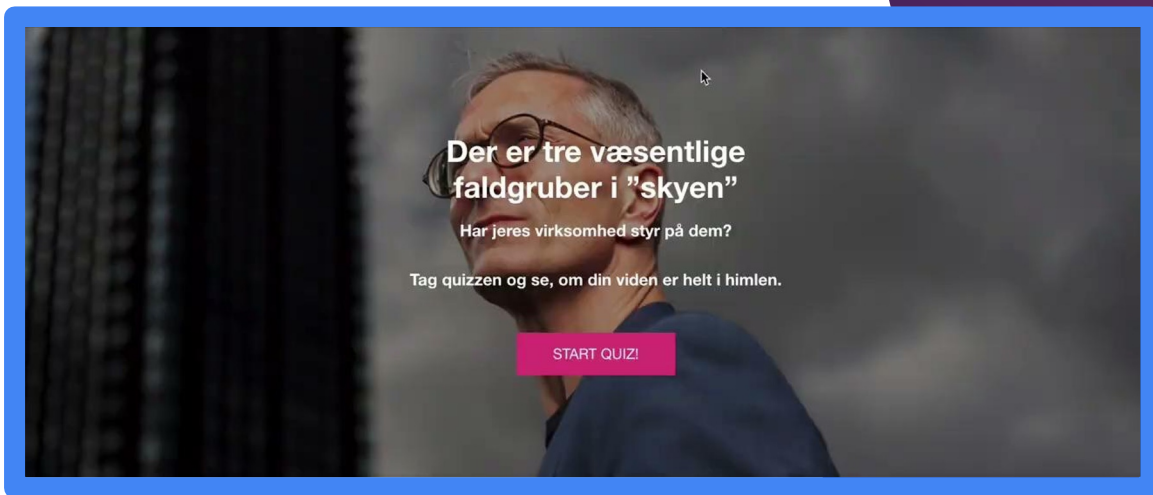 Der er tre væsentlige
faldgruber i ”skyen”
Har jeres virksomhed styr på dem?
Tag quizzen og se, om din viden er helt i himlen.
START QUIZ!